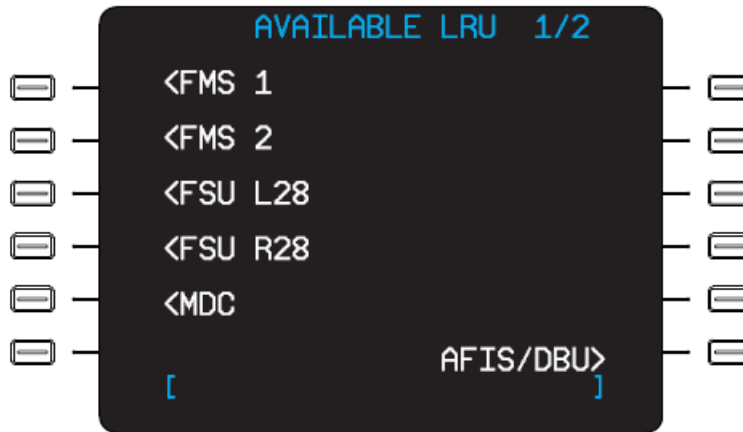 AVAILABLE LRU 1/2
<FMS 1
<FMS 2
<FSU L28
<FSU R28
<MDC
AFIS/DBU>
[ ]